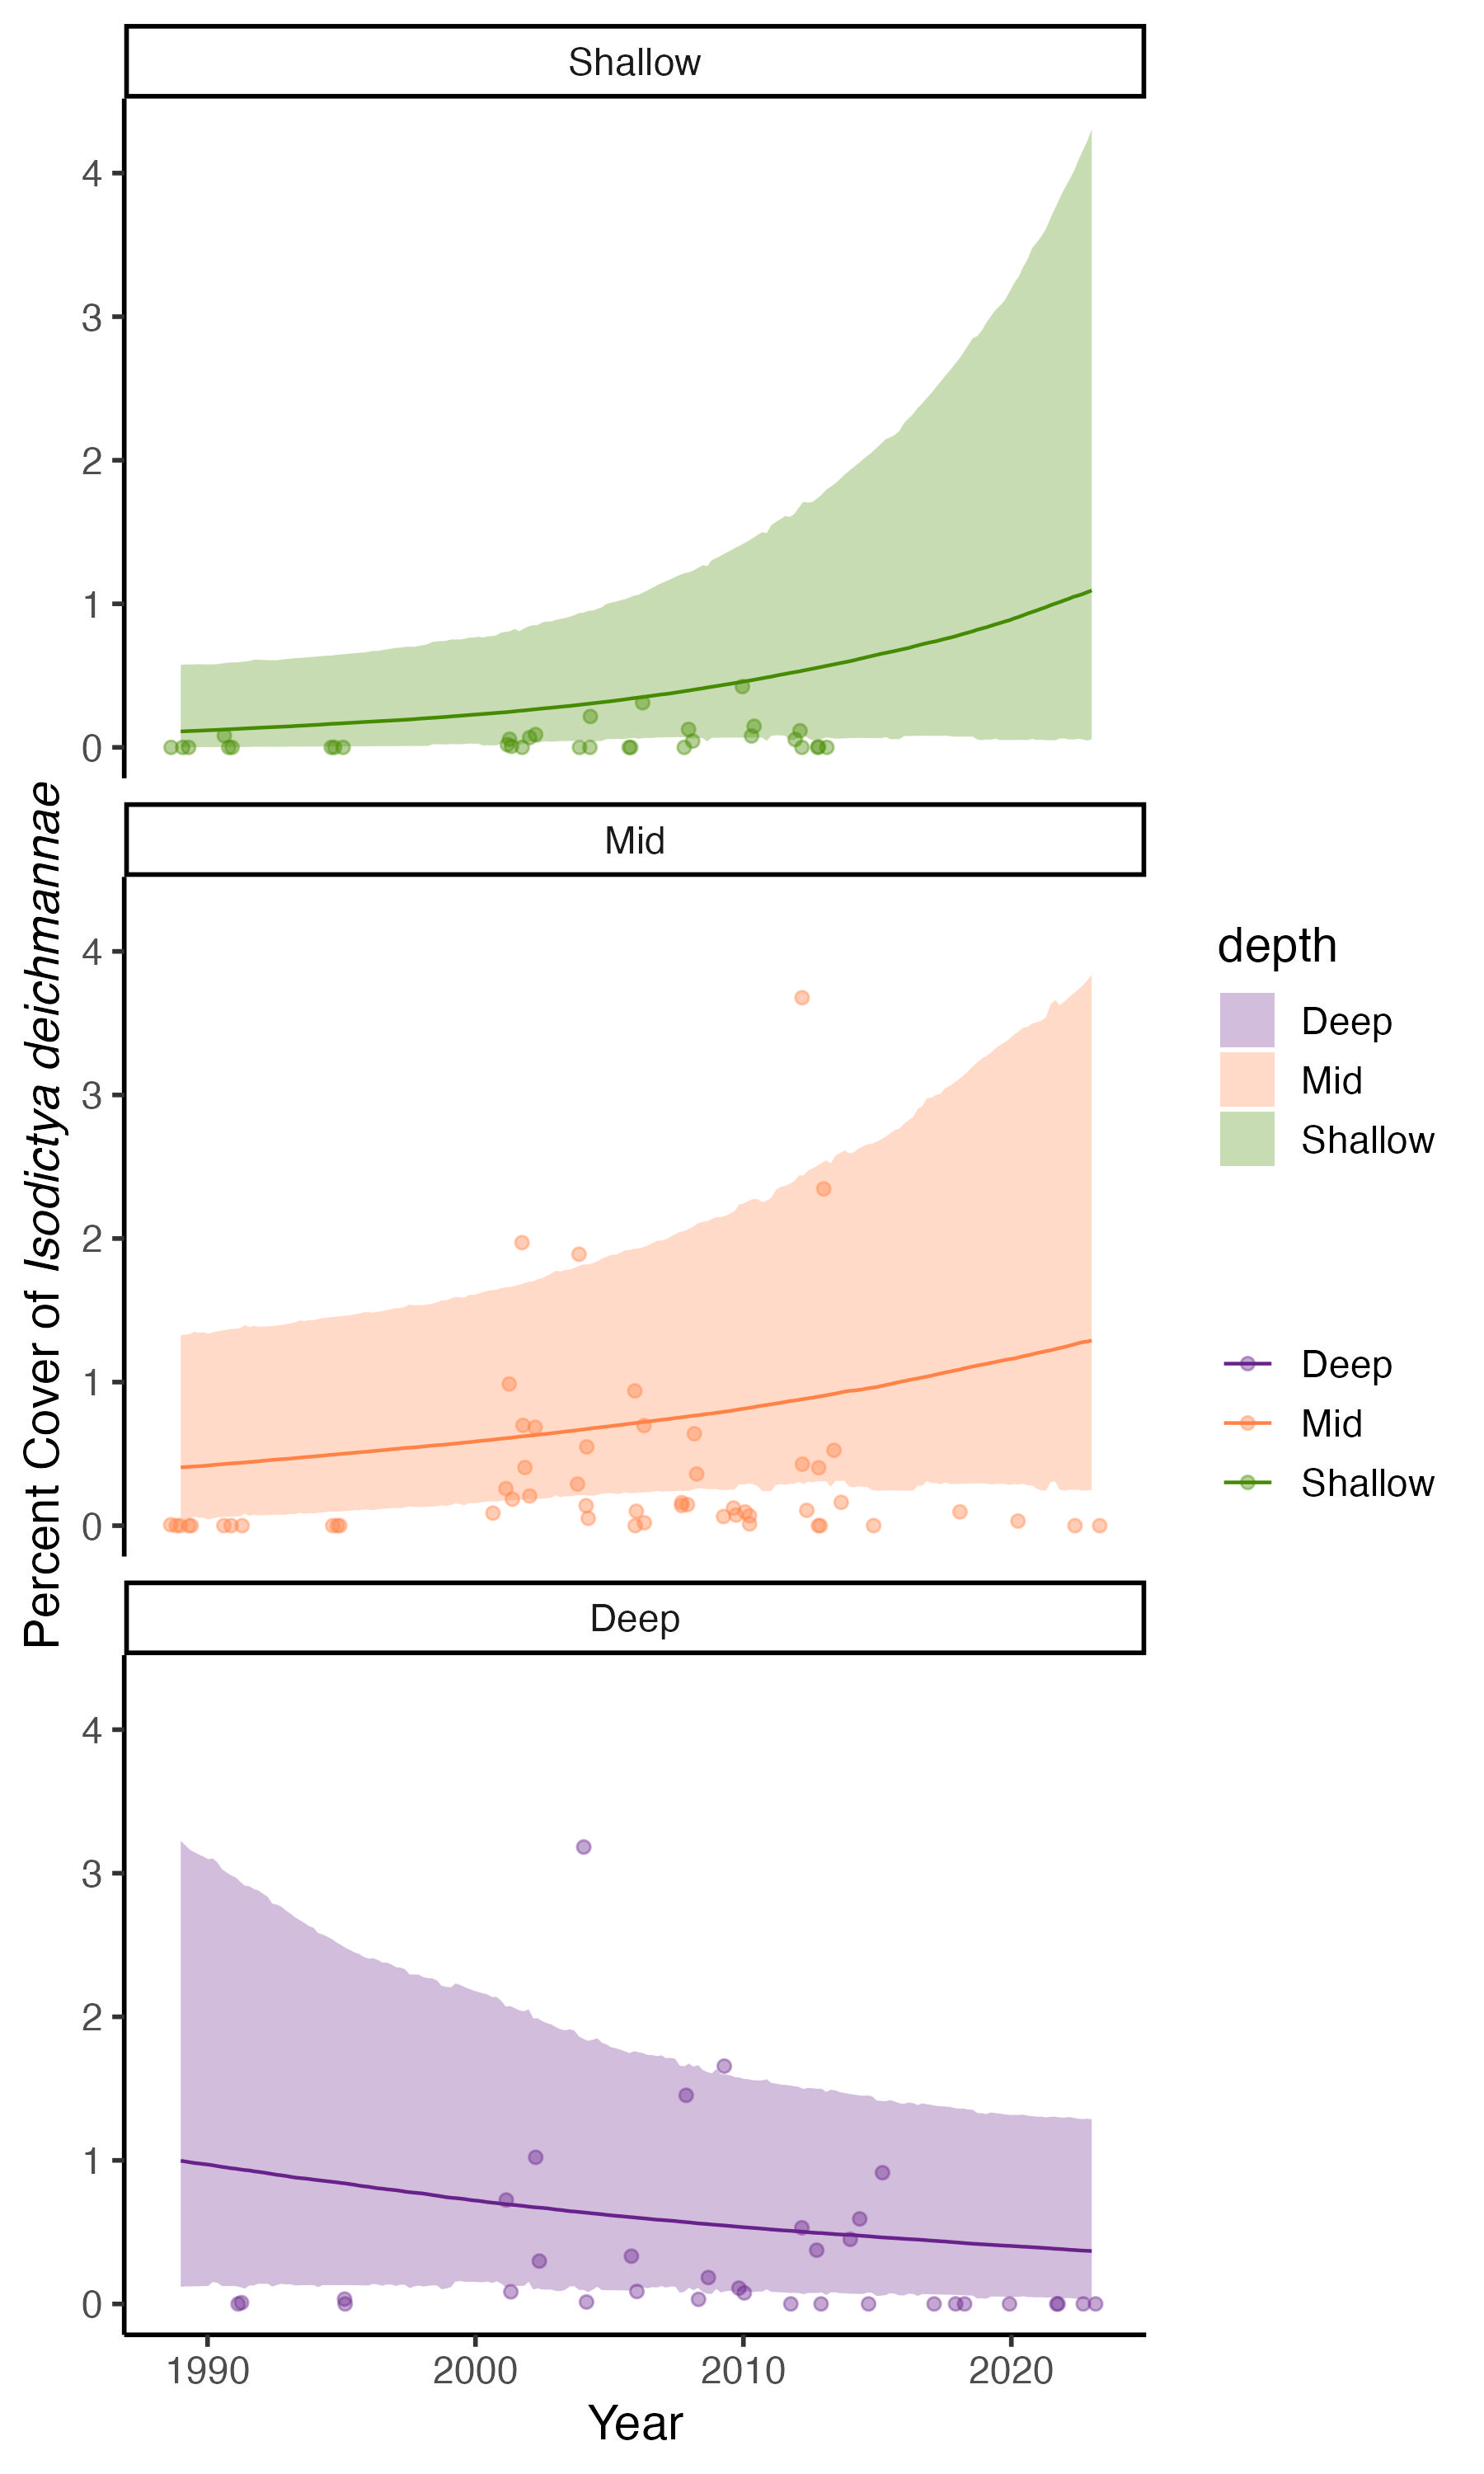 Shallow
4
3
2
1
0
Mid
4
3
2
1
0
Deep
4
3
2
1
0
1990 2000 2010 2020
Year
Percent Cover of Isodictya deichmannae
depth
Deep
Mid
Shallow
Deep
Mid
Shallow